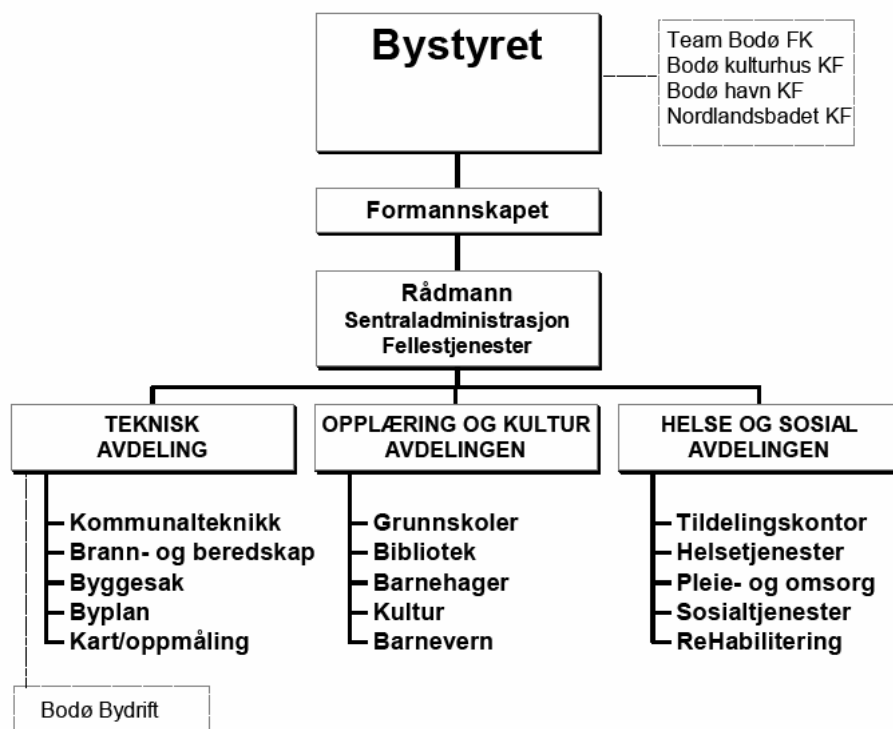 Bystyret
Team Bodø FK
Bodø kulturhus KF
Bodø havn KF
Nordlandsbadet KF
Formannskapet
Rådmann
Sentraladministrasjon
Fellestjenester
TEKNISK
AVDELING
Kommunalteknikk
Brann- og beredskap
Byggesak
Byplan
Kart/oppmåling
Bodø Bydrift
OPPLÆRING OG KULTUR
AVDELINGEN
Grunnskoler
Bibliotek
Barnehager
Kultur
Barnevern
HELSE OG SOSIAL
AVDELINGEN
Tildelingskontor
Helsetjenester
Pleie- og omsorg
Sosialtjenester
ReHabilitering